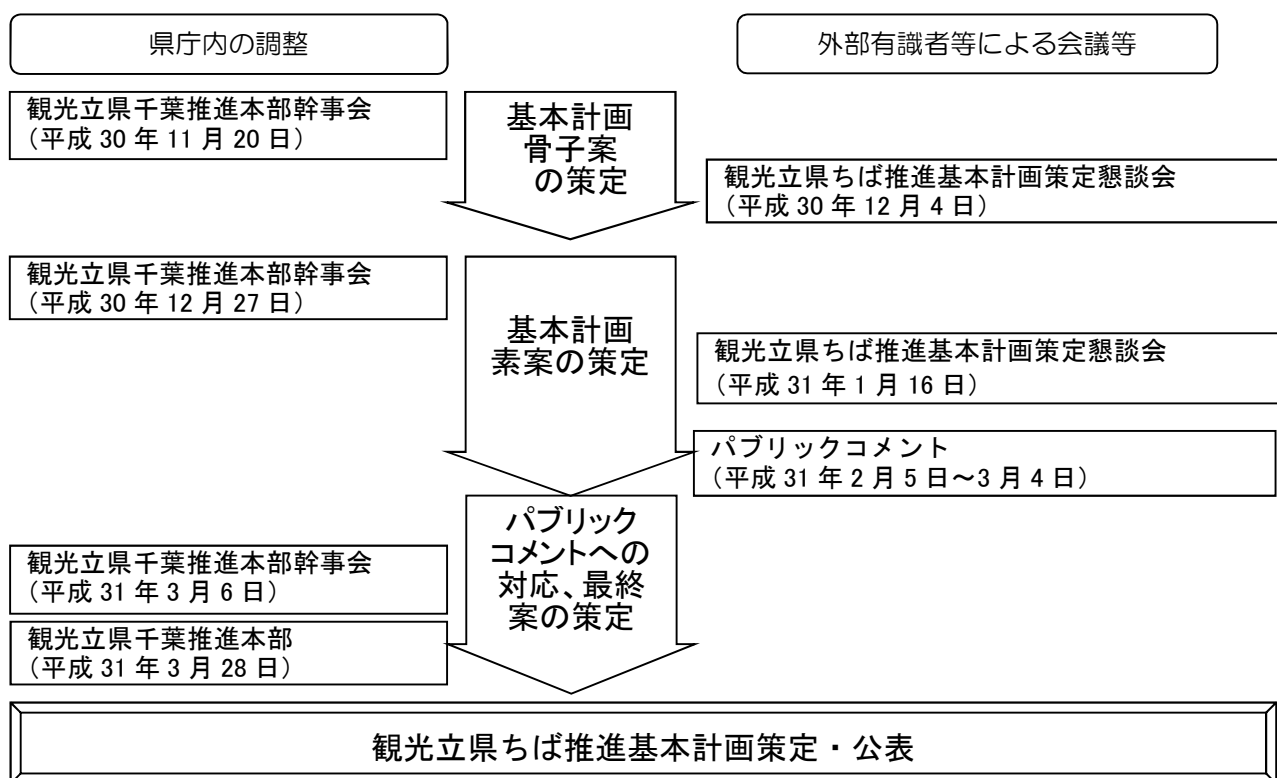 県庁内の調整
外部有識者等による会議等
観光立県千葉推進本部幹事会
（平成 30 年 11 月 20 日）
基本計画
骨子案
の策定
観光立県ちば推進基本計画策定懇談会
（平成 30 年 12 月 4 日）
観光立県千葉推進本部幹事会
（平成 30 年 12 月 27 日）
基本計画
素案の策定
観光立県ちば推進基本計画策定懇談会
（平成 31 年 1 月 16 日）
パブリックコメント
（平成 31 年 2 月 5 日～3 月 4 日）
パブリック
コメントへの
対応、最終
案の策定
観光立県千葉推進本部幹事会
（平成 31 年 3 月 6 日）
観光立県千葉推進本部
（平成 31 年 3 月 28 日）
観光立県ちば推進基本計画策定・公表